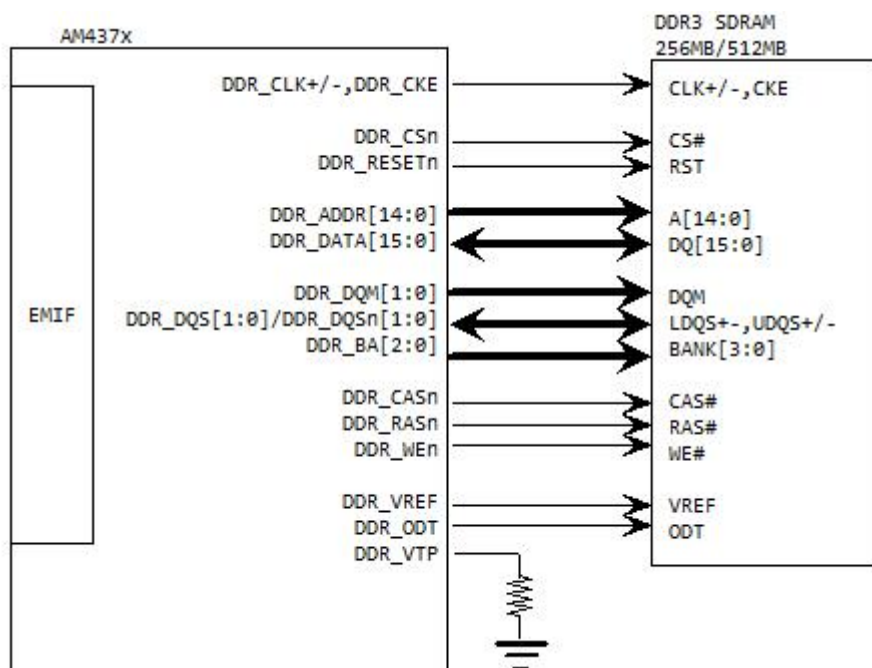 AM437x
DDR3 SDRAM
256MB/512MB
DDR_CLK+/-,DDR_CKE
CLK+/-,CKE
DDR_CSn
CS#
DDR_RESETn
RST
DDR_ADDR[14:0]
A[14:0]
DDR_DATA[15:0]
DQ[15:0]
DDR_DQM[1:0]
DQM
EMIF
DDR_DQS[1:0]/DDR_DQSn[1:0]
LDQS+-,UDQS+/-
DDR_BA[2:0]
BANK[3:0]
DDR_CASn
CAS#
DDR_RASn
RAS#
DDR_WEn
WE#
DDR_VREF
VREF
DDR_ODT
ODT
DDR_VTP